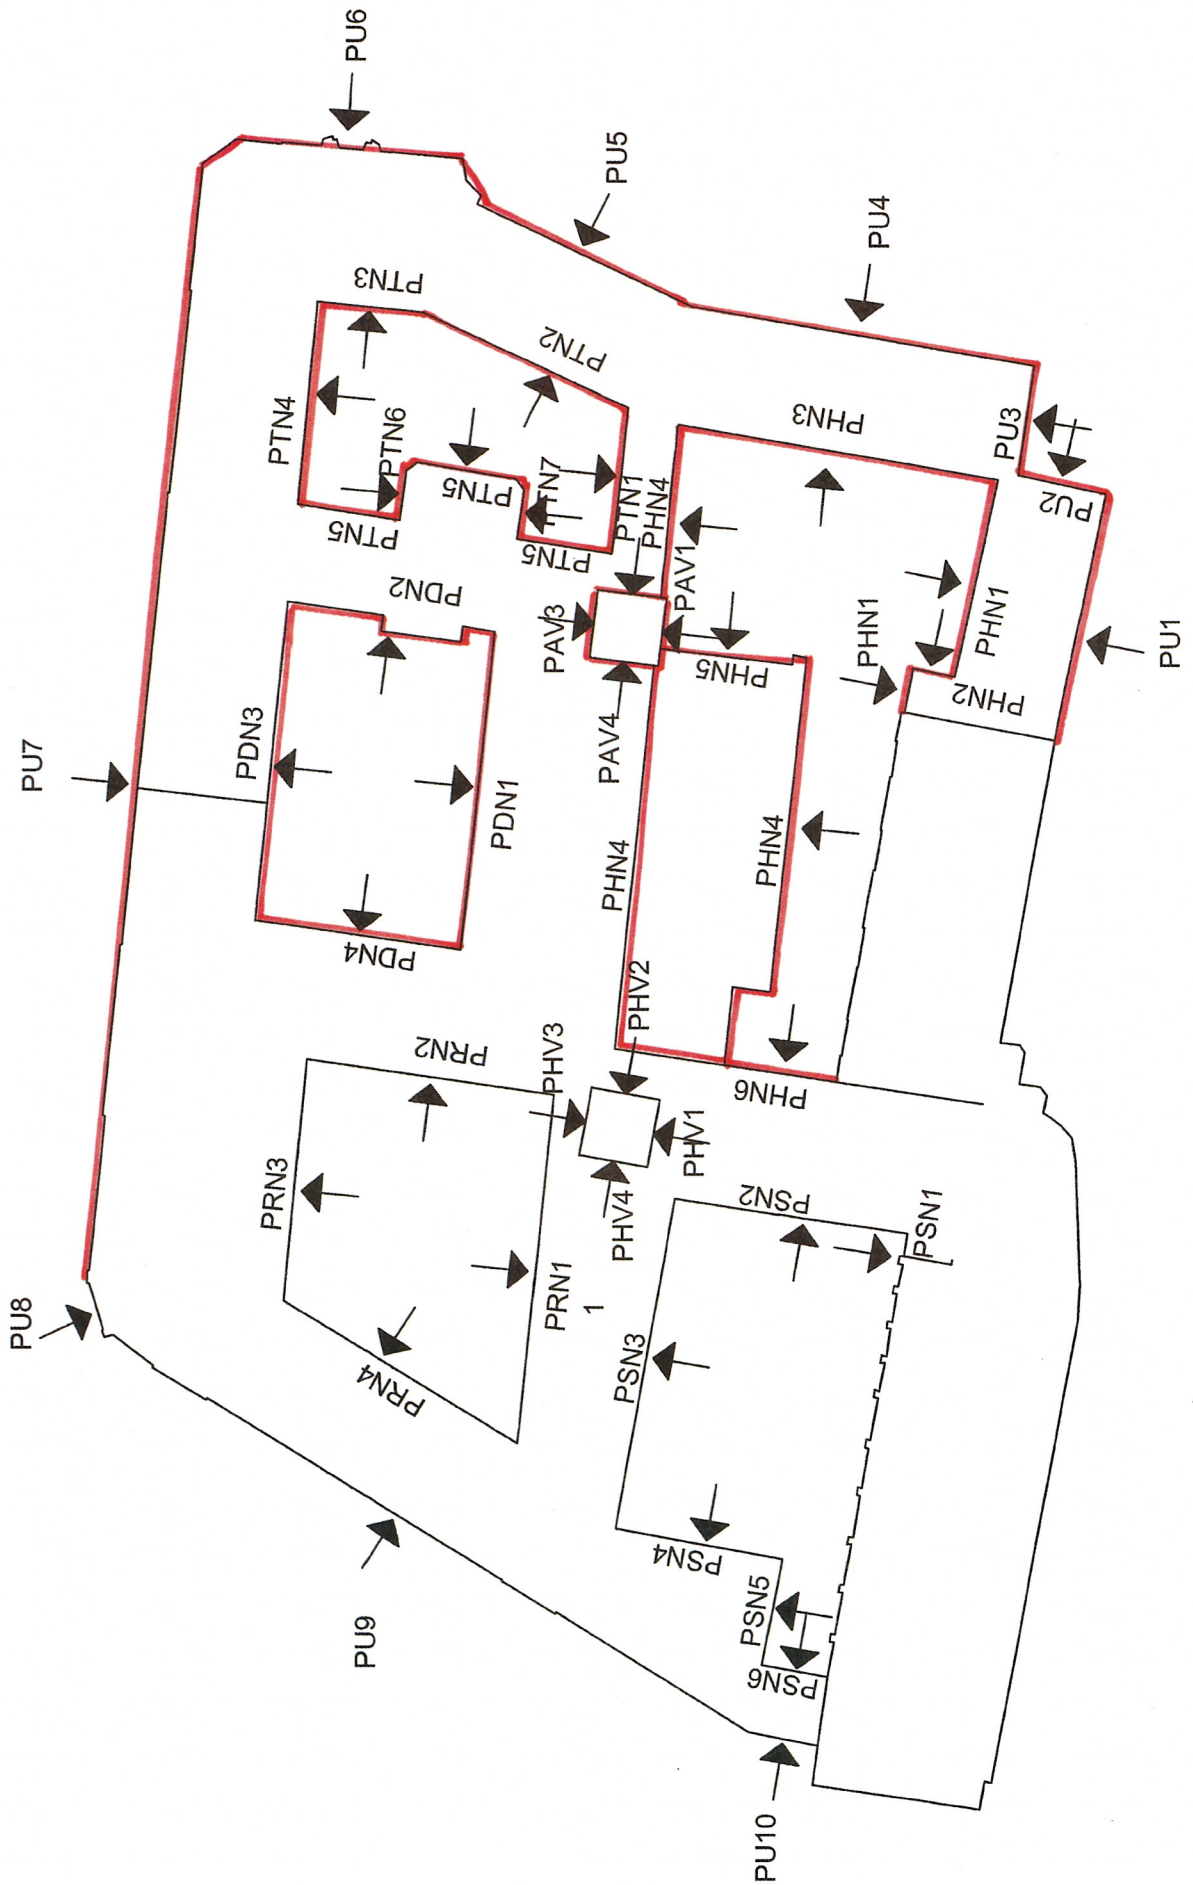 PU6
PU5
PU4
PTN3
PTN2
PTN4
PTN6
PTN5
PTN7
PTN5
PTN5
PTN1
PHN4
PHN3
PU3
PU2
PU1
PDN2
PAV3
PAV1
PAV4
PHN5
PHN1
PHN1
PHN2
PU7
PDN3
PDN1
PDN4
PHN4
PHN4
PHV2
PHN6
PRN2
PHV3
PHV1
PHV4
PRN3
PRN1
1
PRN4
PU8
PSN2
PSN1
PSN3
PSN4
PSN5
PSN6
PU9
PU10